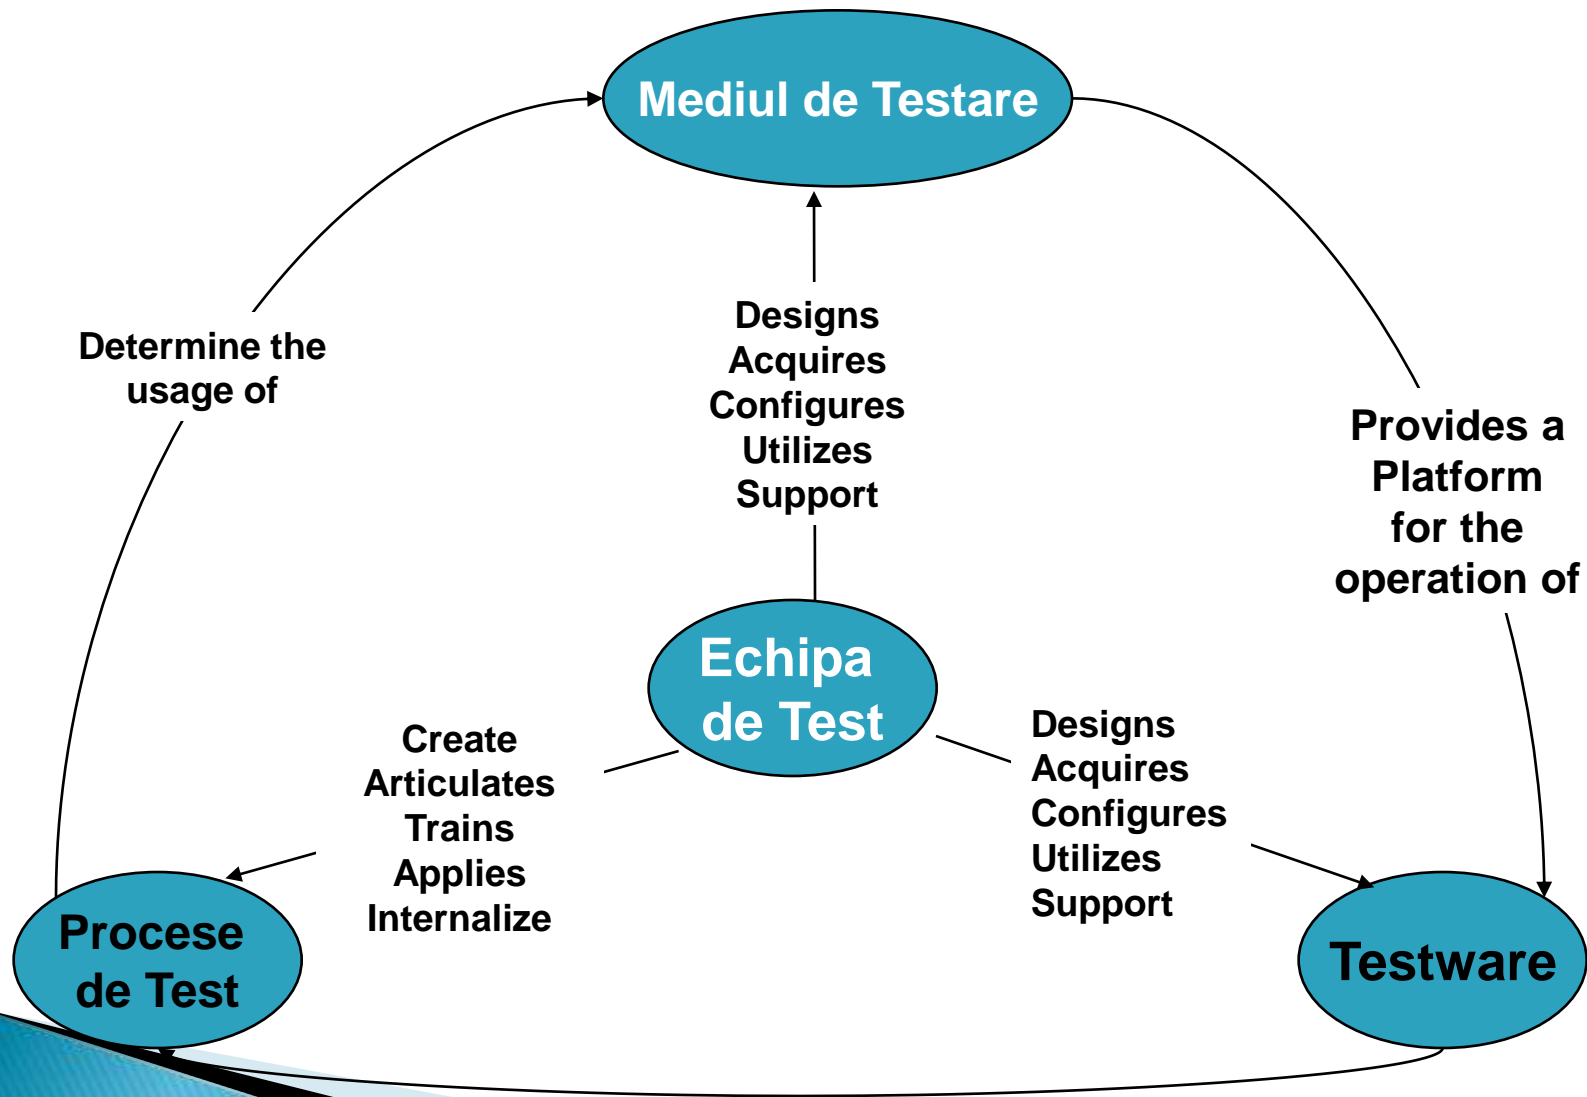 Mediul de Testare
Determine the
usage of
Designs
Acquires
Configures
Utilizes
Support
Provides a
Platform
for the
operation of
Echipa
de Test
Create
Articulates
Trains
Applies
Internalize
Designs
Acquires
Configures
Utilizes
Support
Procese
de Test
Testware